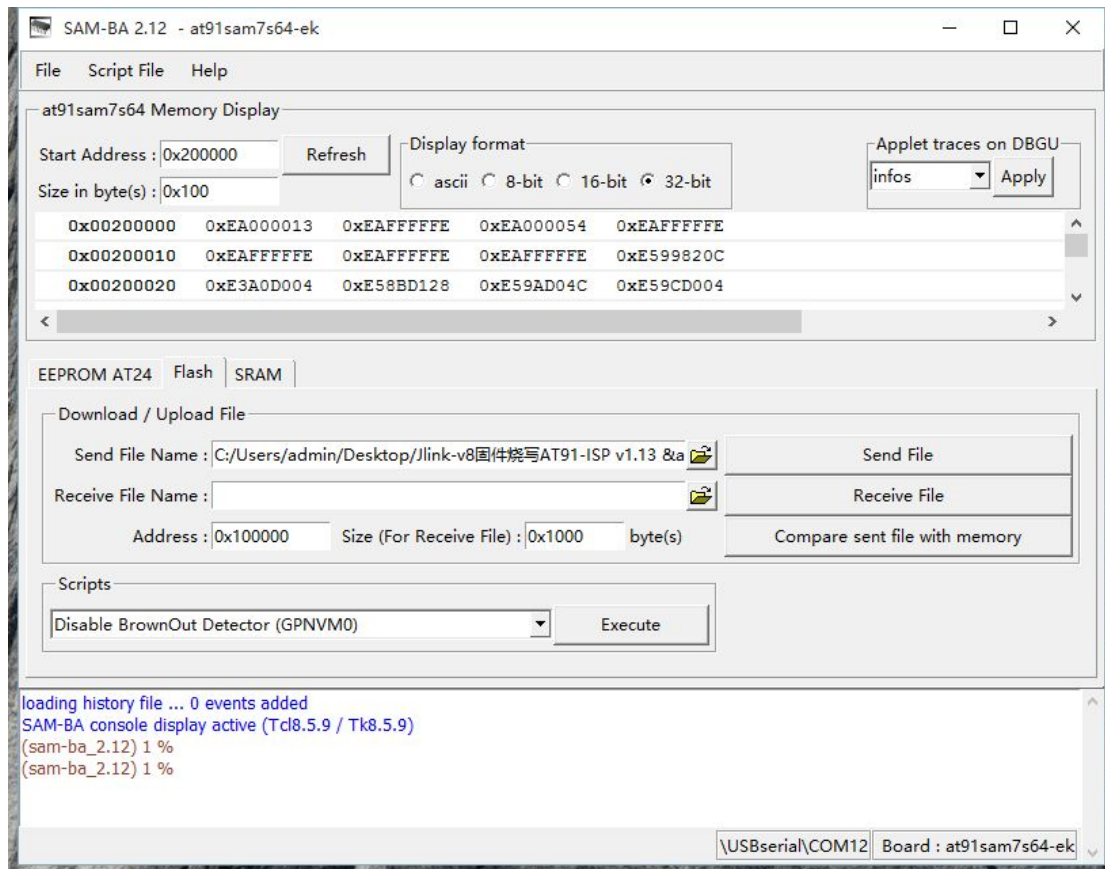 SAM-BA 2.12 - at91sam7s64-ek
File Script File Help
at91sam7s64 Memory Display
Start Address : 0x200000 Refresh Display format Applet traces on DBGU
Size in byte(s) : 0x100 ascii 8-bit 16-bit 32-bit infos Apply
0x00200000 0xEA000013 0xEAFFFFFE 0xEA000054 0xEAFFFFFE
0x00200010 0xEAFFFFFE 0xEAFFFFFE 0xEAFFFFFE 0xE599820C
0x00200020 0xE3A0D004 0xE58BD128 0xE59AD04C 0xE59CD004
EEPROM AT24 Flash SRAM
Download / Upload File
Send File Name : C:/Users/admin/Desktop/Jlink-v8固件烧写AT91-ISP v1.13 &a Send File
Receive File Name : Receive File
Address : 0x100000 Size (For Receive File) : 0x1000 byte(s) Compare sent file with memory
Scripts
Disable BrownOut Detector (GPNVM0) Execute
loading history file ... 0 events added
SAM-BA console display active (Tcl8.5.9 / Tk8.5.9)
(sam-ba_2.12) 1 %
(sam-ba_2.12) 1 %
\USBserial\COM12 Board : at91sam7s64-ek